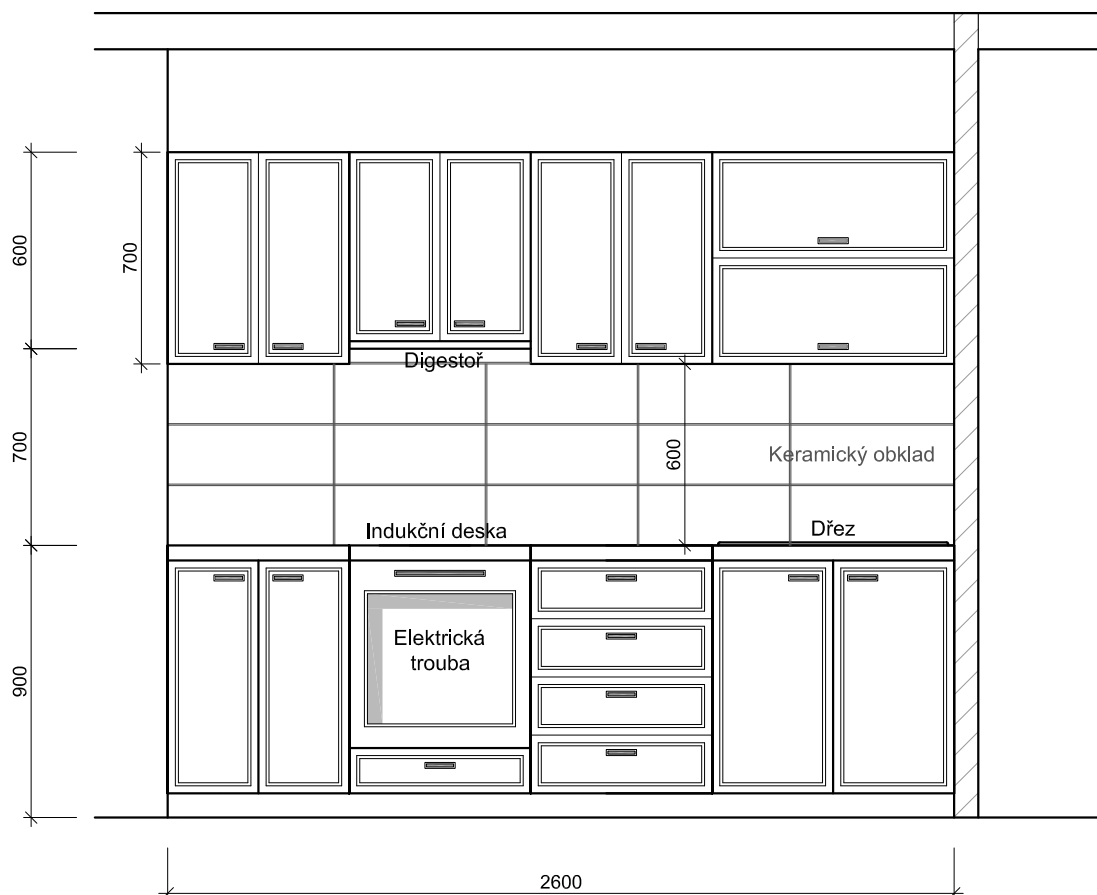 600
700
Digestoř
700
600
Keramický obklad
Indukční deska
Dřez
900
Elektrická
trouba
2600